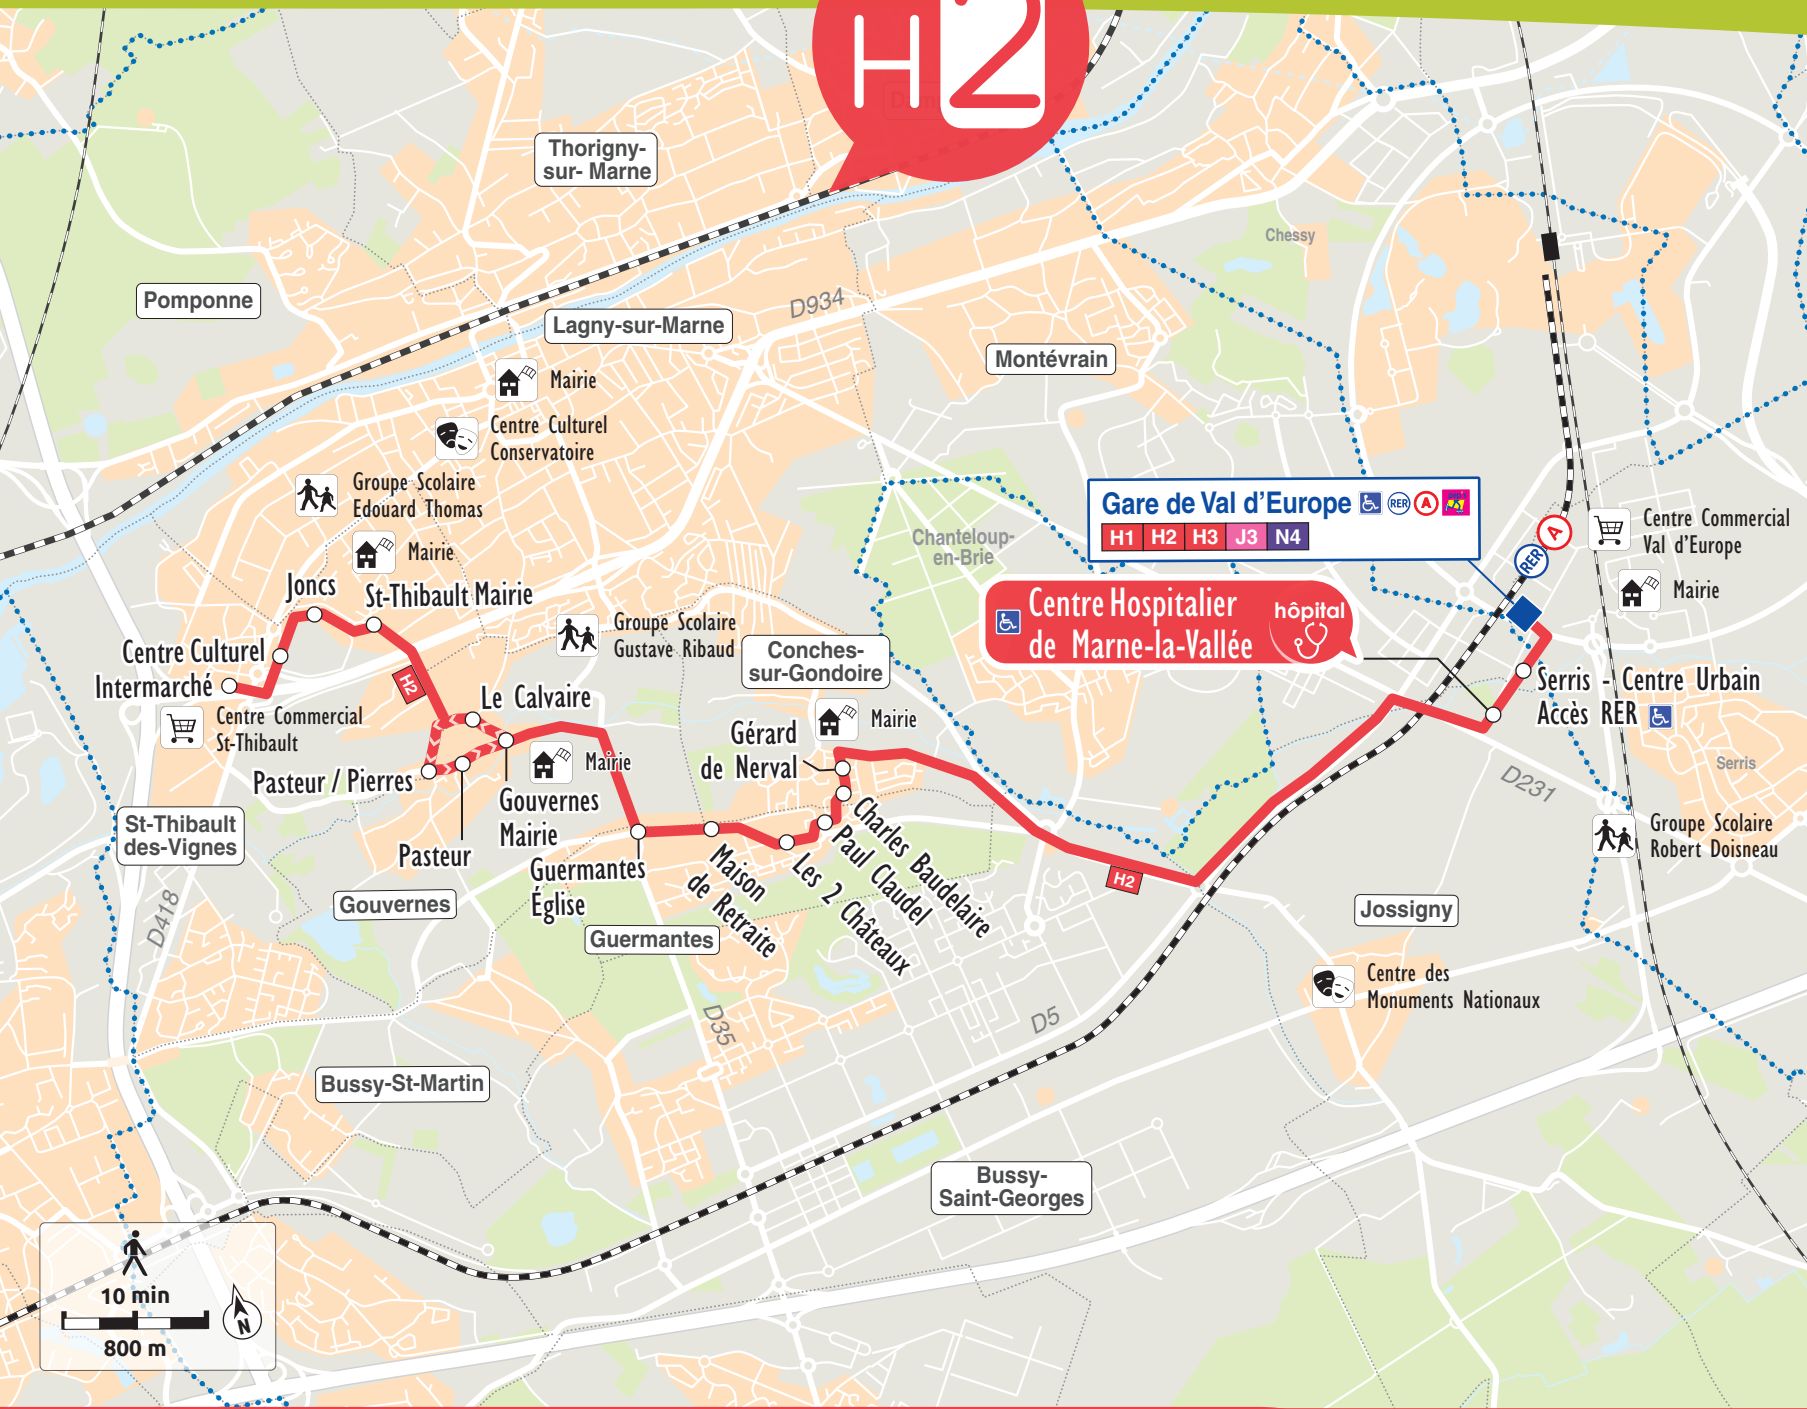 H2
Thorigny-
sur- Marne
Chessy
Pomponne
D934
Lagny-sur-Marne
Montévrain
Mairie
Centre Culturel
Conservatoire
Groupe Scolaire
Edouard Thomas
Mairie
Gare de Val d'Europe RER A
H1 H2 H3 J3 N4
Chanteloup-
en-Brie
A
RER
Centre Commercial
Val d'Europe
Mairie
Joncs
St-Thibault Mairie
Centre Hospitalier
de Marne-la-Vallée
hôpital
Groupe Scolaire
Gustave Ribaud
Conches-
sur-Gondoire
Centre Culturel
Intermarché
H2
Le Calvaire
Centre Commercial
St-Thibault
Mairie
Gérard
de Nerval
Serris - Centre Urbain
Accès RER
Mairie
Pasteur / Pierres
Gouvernes
Mairie
Serris
D231
St-Thibault
des-Vignes
Pasteur
Guermantes
Église
Maison
de Retraite
Les 2 Châteaux
Paul Claudel
Charles Baudelaire
H2
Groupe Scolaire
Robert Doisneau
D418
Gouvernes
Guermantes
Jossigny
Centre des
Monuments Nationaux
D35
D5
Bussy-St-Martin
Bussy-
Saint-Georges
10 min
800 m
N